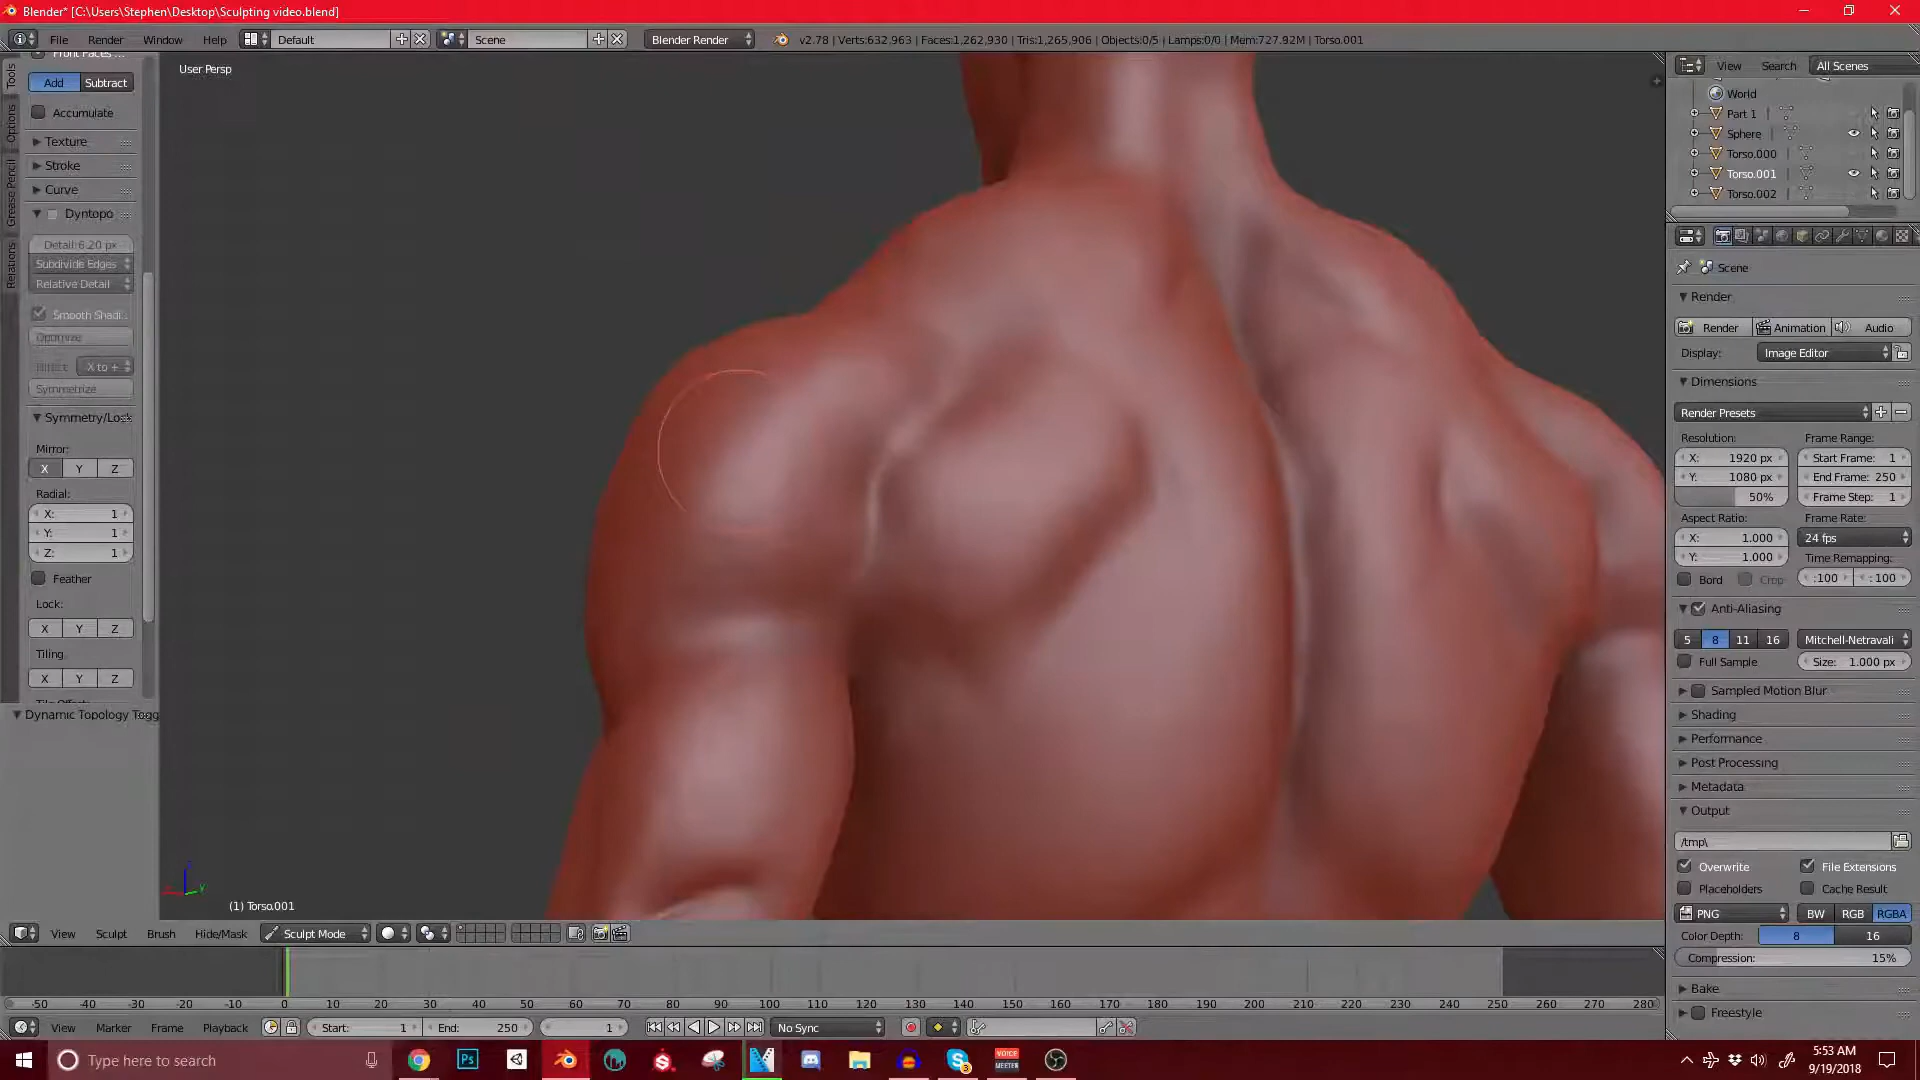 Blender* [C:\Users\Stephen\Desktop\Sculpting video.blend]
File Render Window Help Default Scene Blender Render v2.78 | Verts:632,963 | Faces:1,262,930 | Tris:1,265,906 | Objects:0/5 | Lamps:0/0 | Mem:727.92M | Torso.001
Tools
Options
Grease Pencil
Relations
Add Subtract
Accumulate
Texture
Stroke
Curve
Dyntopo
Detail:6.20 px
Subdivide Edges
Relative Detail
Smooth Shadi..
Optimize
X to +
Symmetrize
Symmetry/Lock
Mirror:
X Y Z
Radial:
X: 1
Y: 1
Z: 1
Feather
Lock:
X Y Z
Tiling
X Y Z
Dynamic Topology Togg
User Persp
(1) Torso.001
View Sculpt Brush Hide/Mask Sculpt Mode
-50 -40 -30 -20 -10 0 10 20 30 40 50 60 70 80 90 100 110 120 130 140 150 160 170 180 190 200 210 220 230 240 250 260 270 280
View Marker Frame Playback Start: 1 End: 250 1 No Sync
View Search All Scenes
World
Part 1
Sphere
Torso.000
Torso.001
Torso.002
Scene
Render
Render Animation Audio
Display: Image Editor
Dimensions
Render Presets
Resolution: Frame Range:
X: 1920 px Start Frame: 1
Y: 1080 px End Frame: 250
50% Frame Step: 1
Aspect Ratio: Frame Rate:
X: 1.000 24 fps
Y: 1.000 Time Remapping:
Bord Crop :100 :100
Anti-Aliasing
5 8 11 16 Mitchell-Netravali
Full Sample Size: 1.000 px
Sampled Motion Blur
Shading
Performance
Post Processing
Metadata
Output
/tmp\
Overwrite File Extensions
Placeholders Cache Result
PNG BW RGB RGBA
Color Depth: 8 16
Compression: 15%
Bake
Freestyle
Type here to search
VOICE MEETER
5:53 AM
9/19/2018